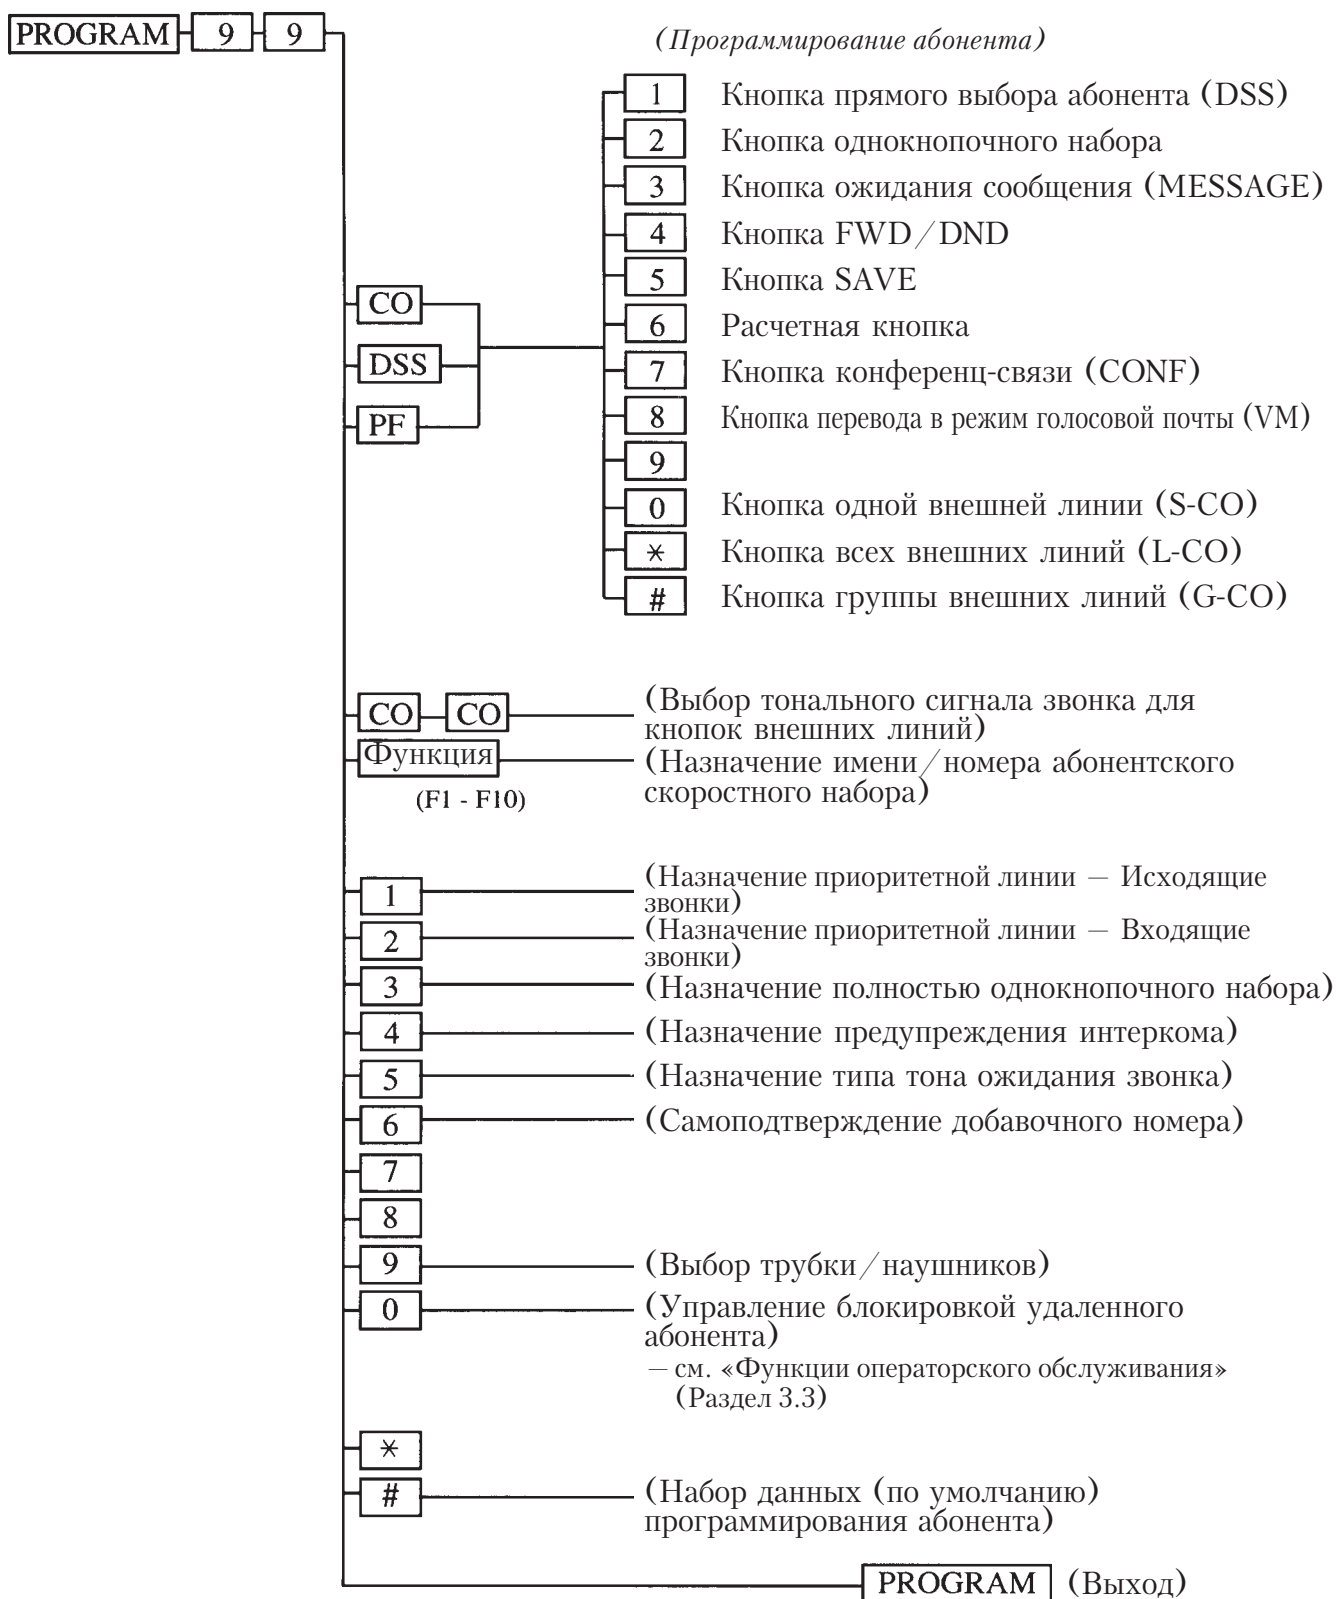 PROGRAM 9 9
(Программирование абонента)
1 Кнопка прямого выбора абонента (DSS)
2 Кнопка однокнопочного набора
3 Кнопка ожидания сообщения (MESSAGE)
4 Кнопка FWD/DND
5 Кнопка SAVE
6 Расчетная кнопка
7 Кнопка конференц-связи (CONF)
8 Кнопка перевода в режим голосовой почты (VM)
9
0 Кнопка одной внешней линии (S-CO)
* Кнопка всех внешних линий (L-CO)
# Кнопка группы внешних линий (G-CO)
CO
DSS
PF
CO CO (Выбор тонального сигнала звонка для
кнопок внешних линий)
Функция (Назначение имени/номера абонентского
скоростного набора)
(F1 - F10)
1 (Назначение приоритетной линии — Исходящие
звонки)
2 (Назначение приоритетной линии — Входящие
звонки)
3 (Назначение полностью однокнопочного набора)
4 (Назначение предупреждения интеркома)
5 (Назначение типа тона ожидания звонка)
6 (Самоподтверждение добавочного номера)
7
8
9 (Выбор трубки/наушников)
0 (Управление блокировкой удаленного
абонента)
— см. «Функции операторского обслуживания»
(Раздел 3.3)
*
# (Набор данных (по умолчанию)
программирования абонента)
PROGRAM (Выход)